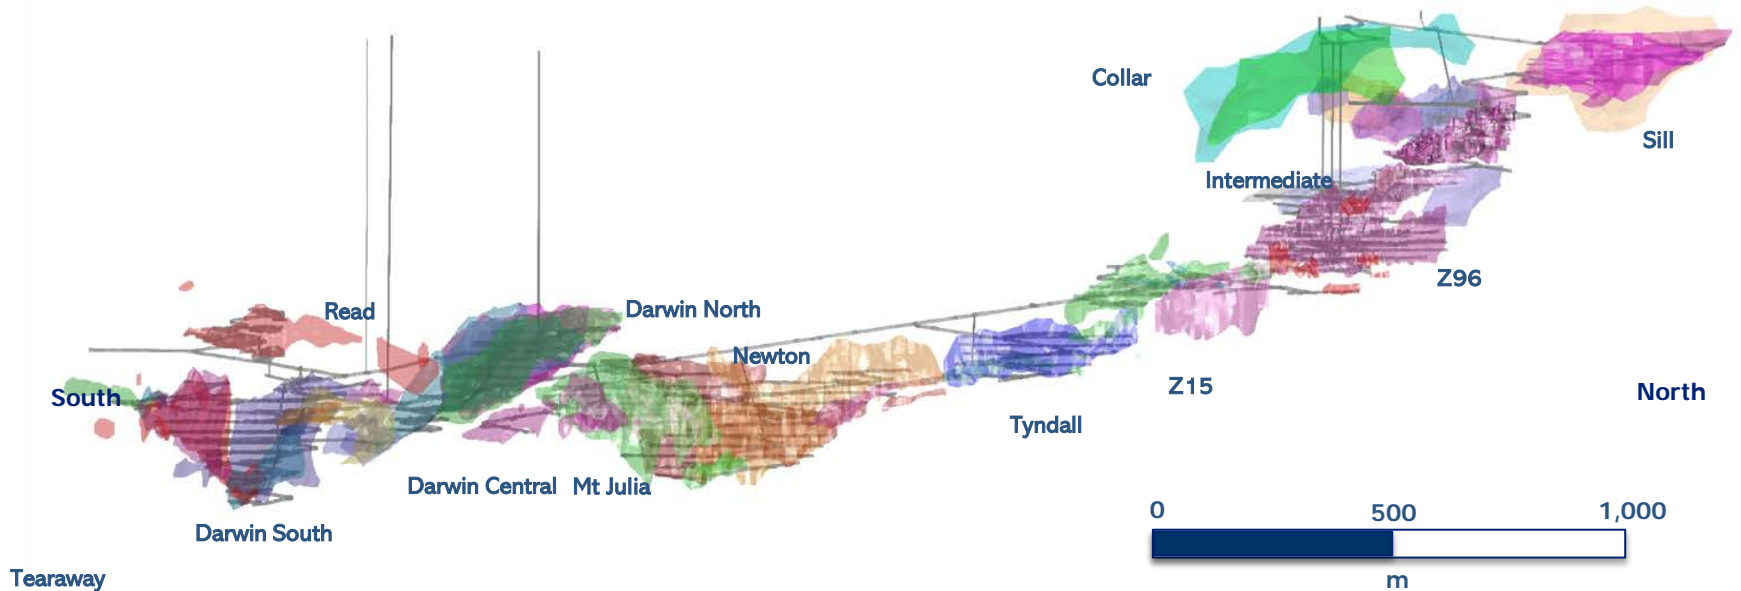 Collar
Sill
Intermediate
Z96
Read
Darwin North
Newton
Z15
South
North
Tyndall
Darwin Central
Mt Julia
Darwin South
0
500
1,000
m
Tearaway